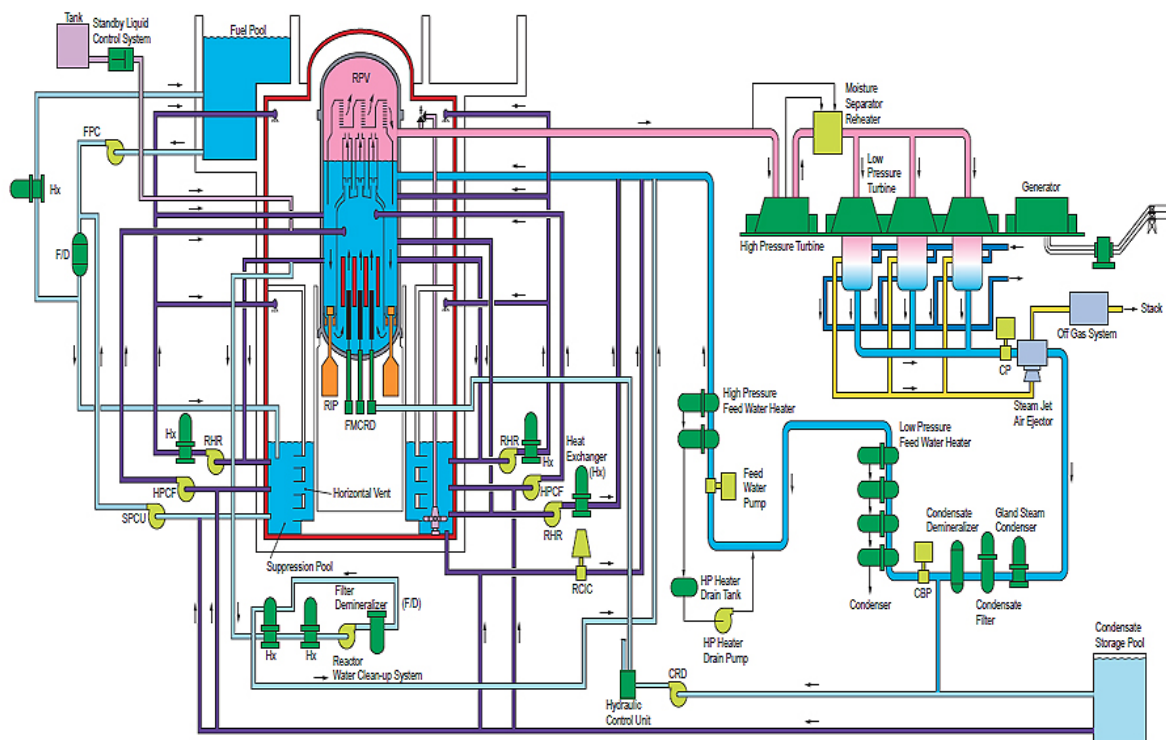 Tank
Standby Liquid
Control System
Fuel Pool
RPV
Moisture
Separator
Reheater
FPC
Low
Pressure
Turbine
Generator
Hx
High Pressure Turbine
F/D
Stack
Off Gas System
CP
Steam Jet
Air Ejector
RIP
FMCRD
High Pressure
Feed Water Heater
Low Pressure
Feed Water Heater
Hx
RHR
RHR
Hx
Heat
Exchanger
(Hx)
HPCF
Horizontal Vent
HPCF
Feed
Water
Pump
SPCU
RHR
Condensate
Demineralizer
Gland Steam
Condenser
Suppression Pool
RCIC
Filter
Demineralizer
(F/D)
HP Heater
Drain Tank
Condenser
CBP
Condensate
Filter
Hx
Hx
Reactor
Water Clean-up System
HP Heater
Drain Pump
Condensate
Storage Pool
CRD
Hydraulic
Control Unit